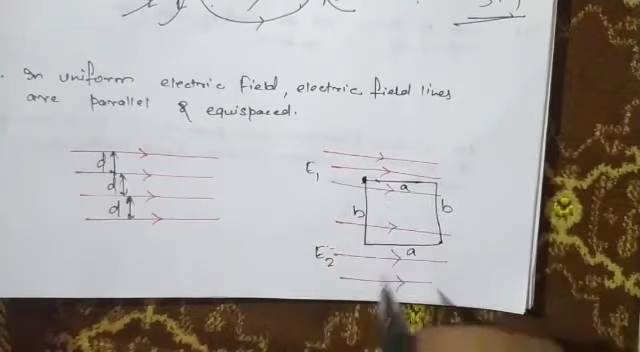 In uniform electric field, electric field lines
are parallel & equispaced.
d
d
d
E1
a
b
b
E2
a